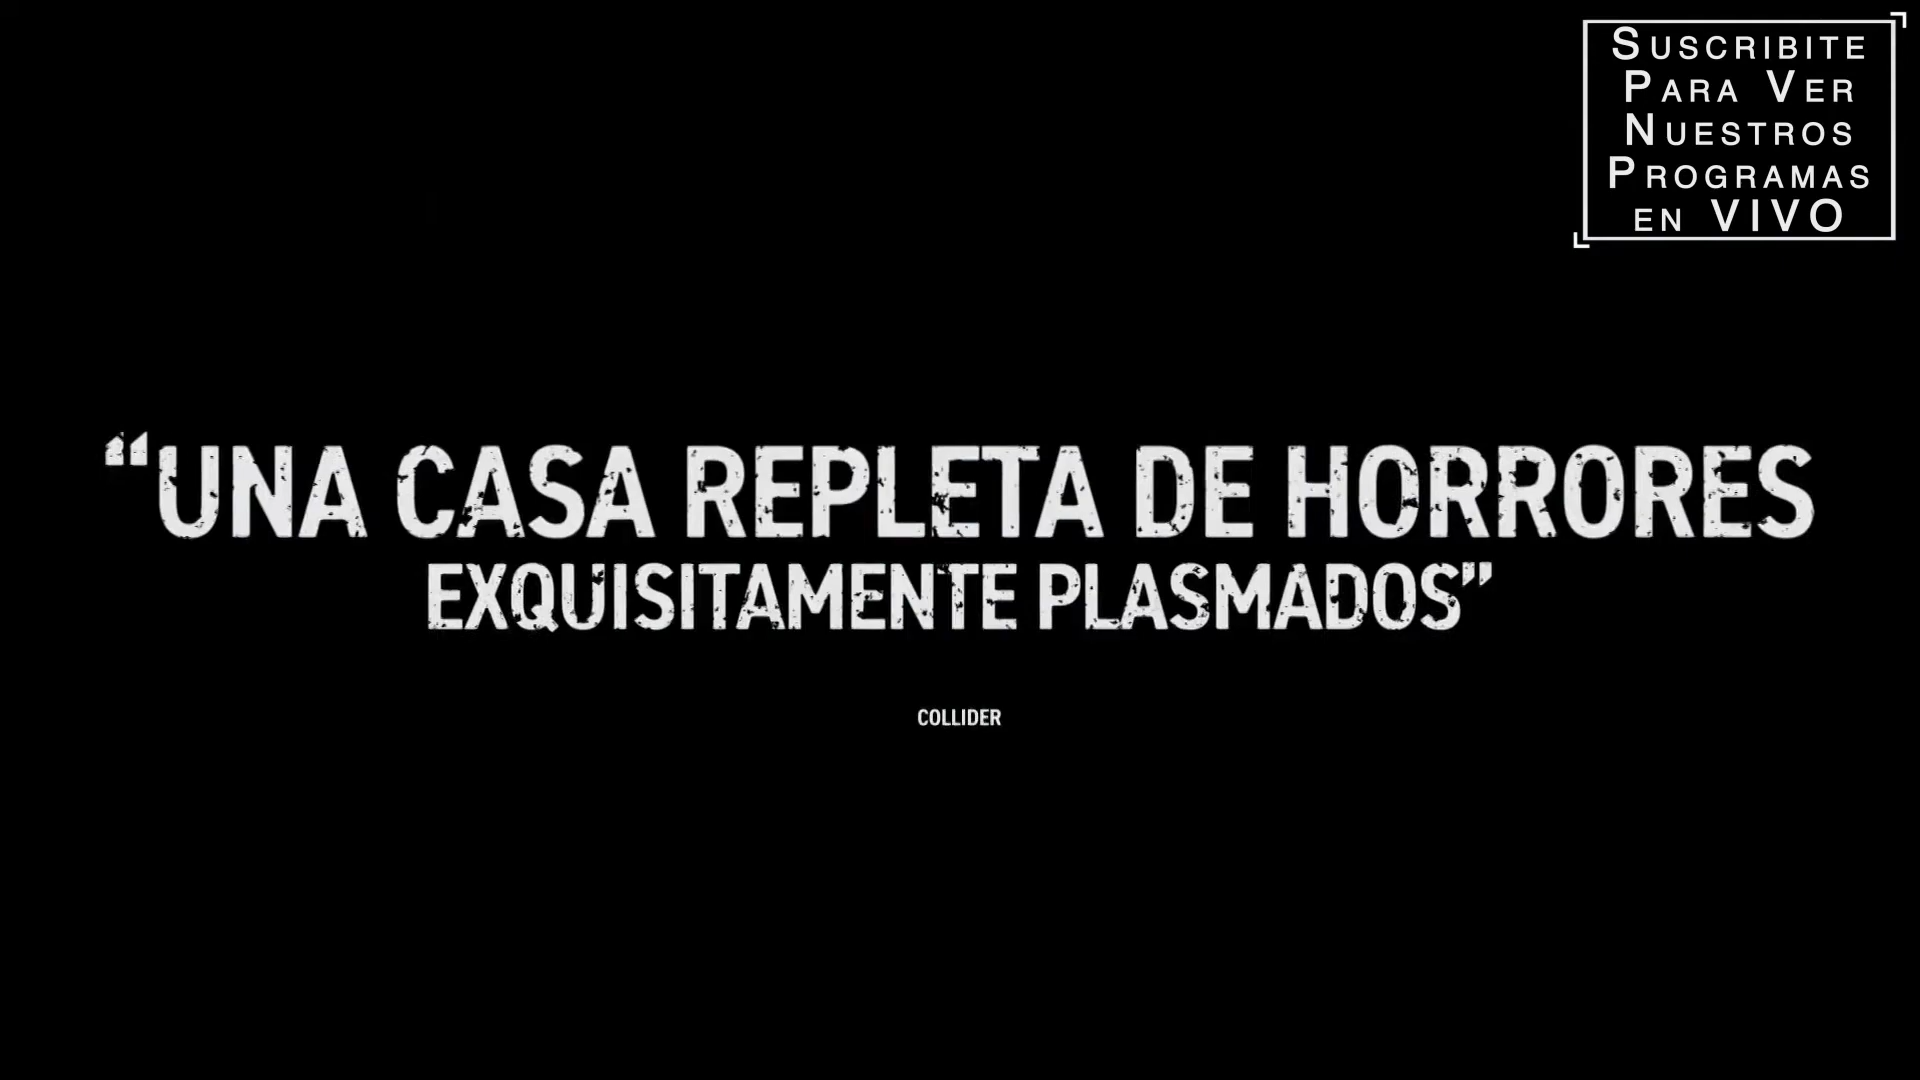 SUSCRIBITE
PARA VER
NUESTROS
PROGRAMAS
EN VIVO
“UNA CASA REPLETA DE HORRORES
EXQUISITAMENTE PLASMADOS”
COLLIDER